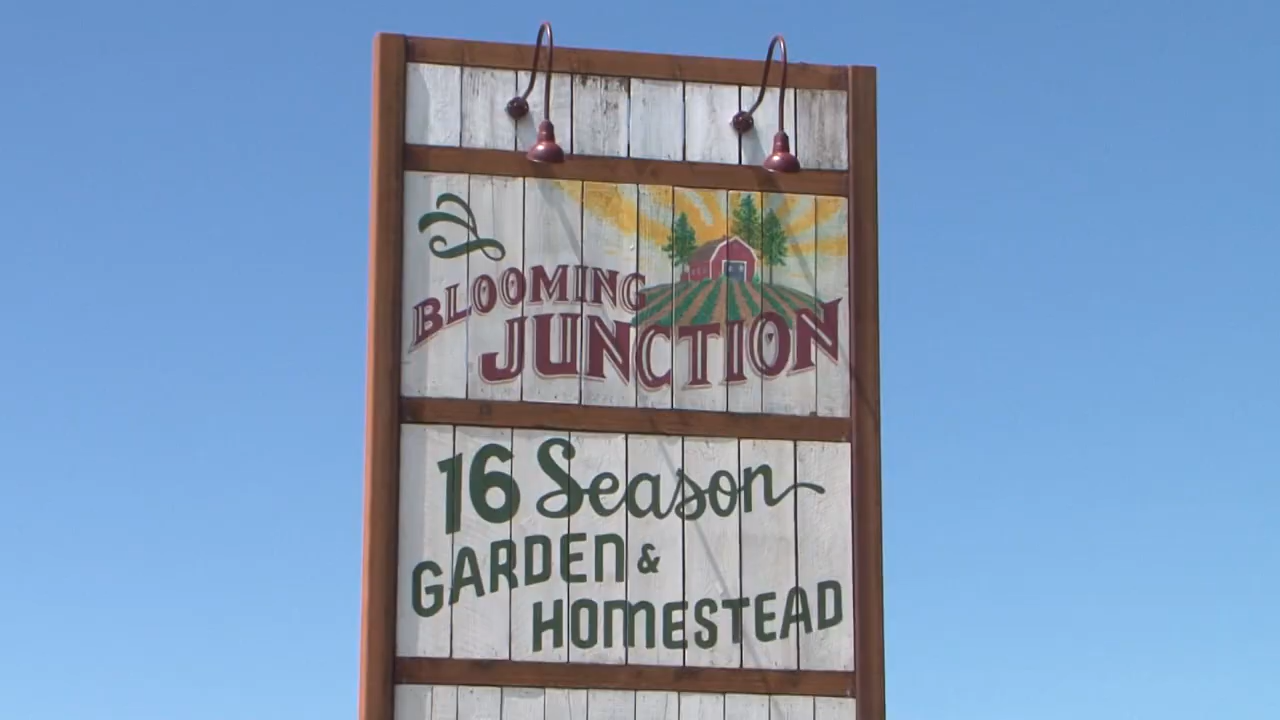 BLOOMING
JUNCTION
16 Season
GARDEN &
HOMESTEAD